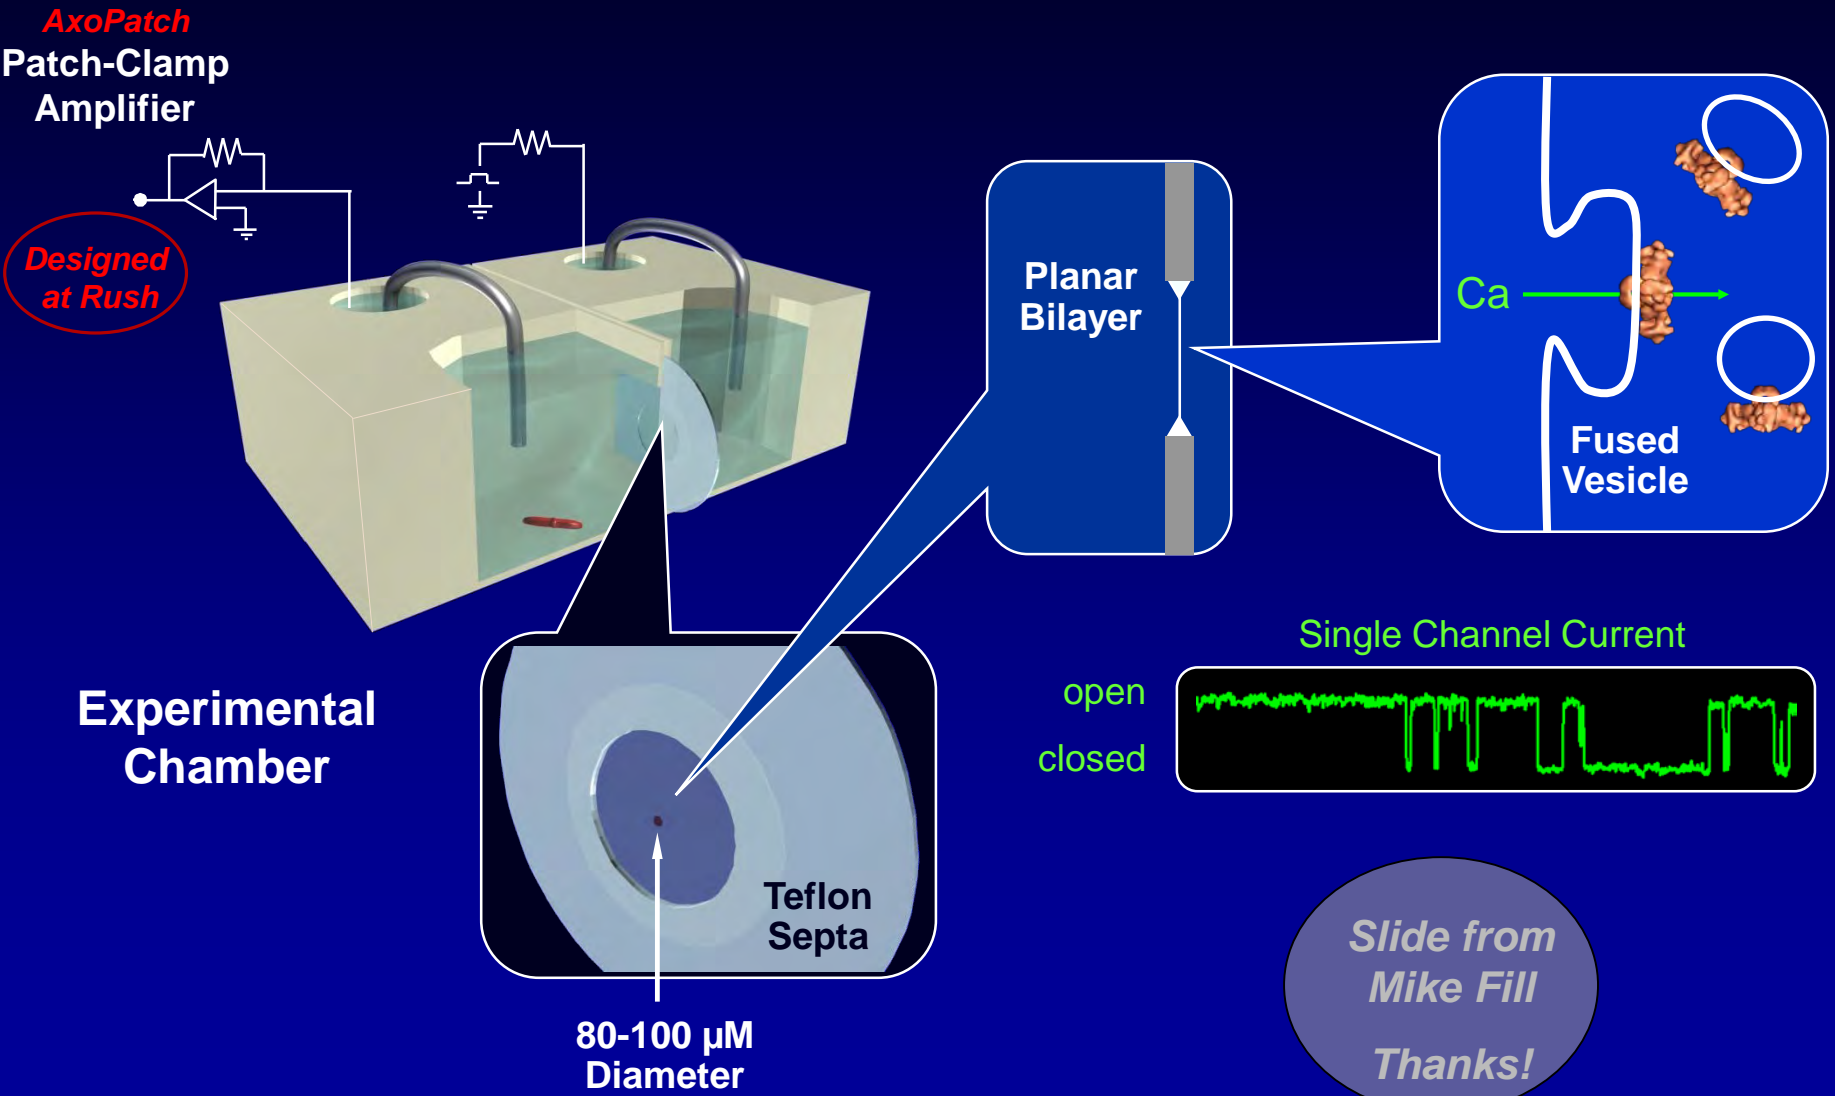 AxoPatch
Patch-Clamp
Amplifier
Designed
at Rush
Planar
Bilayer
Ca
Fused
Vesicle
Experimental
Chamber
Teflon
Septa
80-100 µM
Diameter
Single Channel Current
open
closed
Slide from
Mike Fill
Thanks!